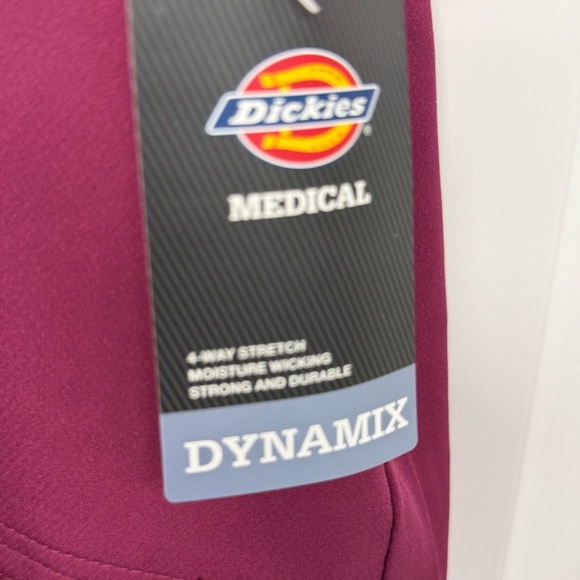 Dickies®
MEDICAL
4-WAY STRETCH
MOISTURE WICKING
STRONG AND DURABLE
DYNAMIX